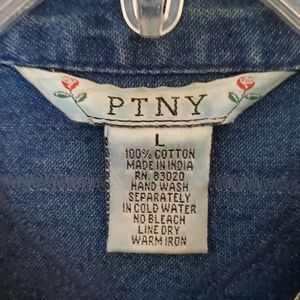 PTNY
L
100% COTTON
MADE IN INDIA
RN. 83020
HAND WASH
SEPARATELY
IN COLD WATER
NO BLEACH
LINE DRY
WARM IRON